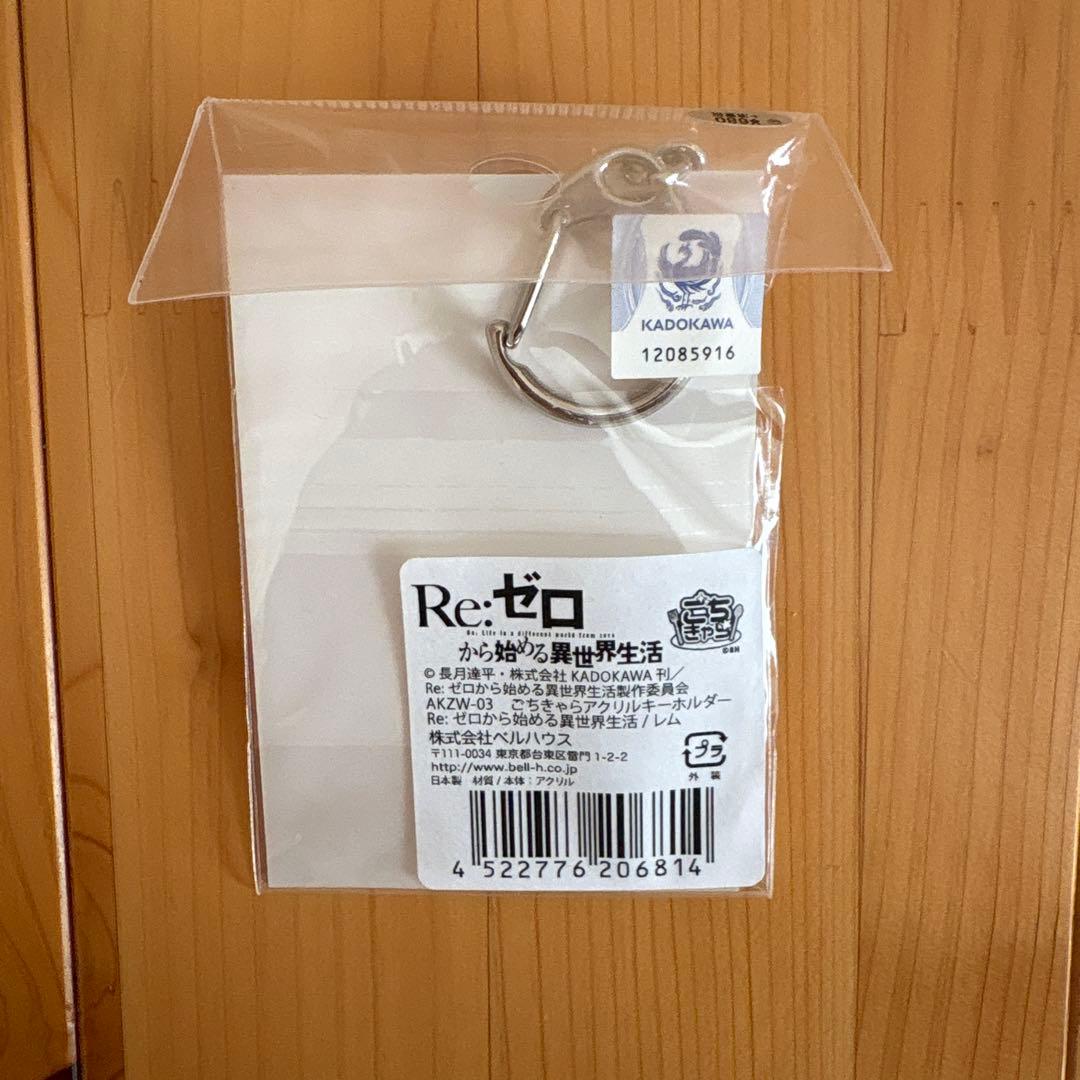 KADOKAWA
12085916
Re:ゼロ
Re: Life in a different world from zero
から始める異世界生活
ごちきゃら
©BH
© 長月達平・株式会社 KADOKAWA 刊／
Re: ゼロから始める異世界生活製作委員会
AKZW-03 ごちきゃらアクリルキーホルダー
Re: ゼロから始める異世界生活 / レム
株式会社ベルハウス
〒111-0034 東京都台東区雷門 1-2-2
http://www.bell-h.co.jp
プラ
外装
日本製 材質 / 本体：アクリル
4 522776 206814